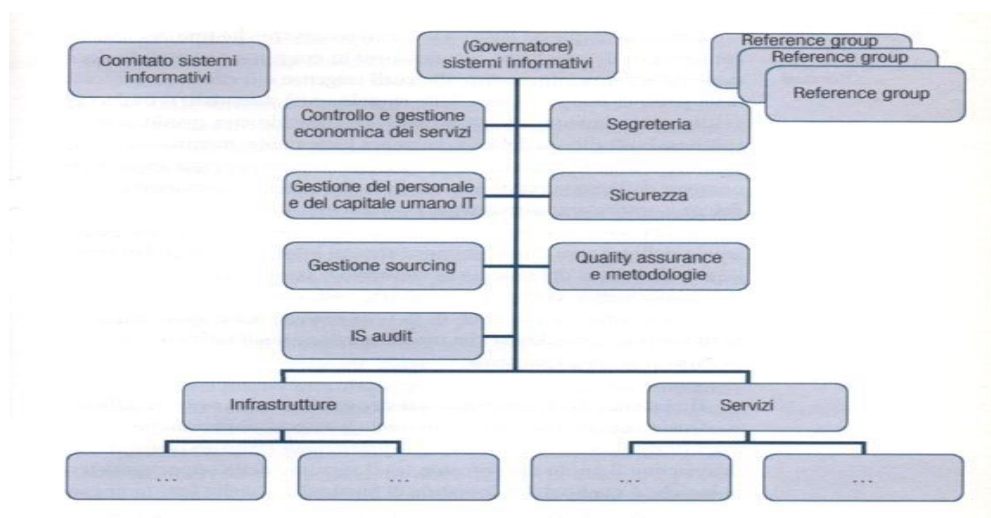 Comitato sistemi
informativi
(Governatore)
sistemi informativi
Reference group
Reference group
Reference group
Controllo e gestione
economica dei servizi
Segreteria
Gestione del personale
e del capitale umano IT
Sicurezza
Gestione sourcing
Quality assurance
e metodologie
IS audit
Infrastrutture
Servizi
...
...
...
...